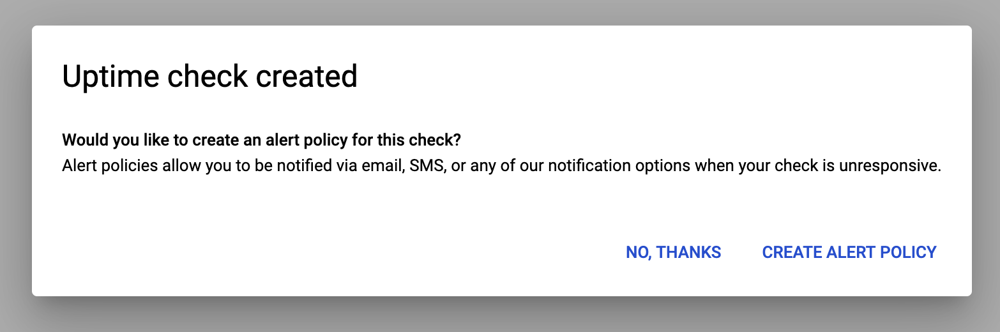 Uptime check created
Would you like to create an alert policy for this check?
Alert policies allow you to be notified via email, SMS, or any of our notification options when your check is unresponsive.
NO, THANKS CREATE ALERT POLICY